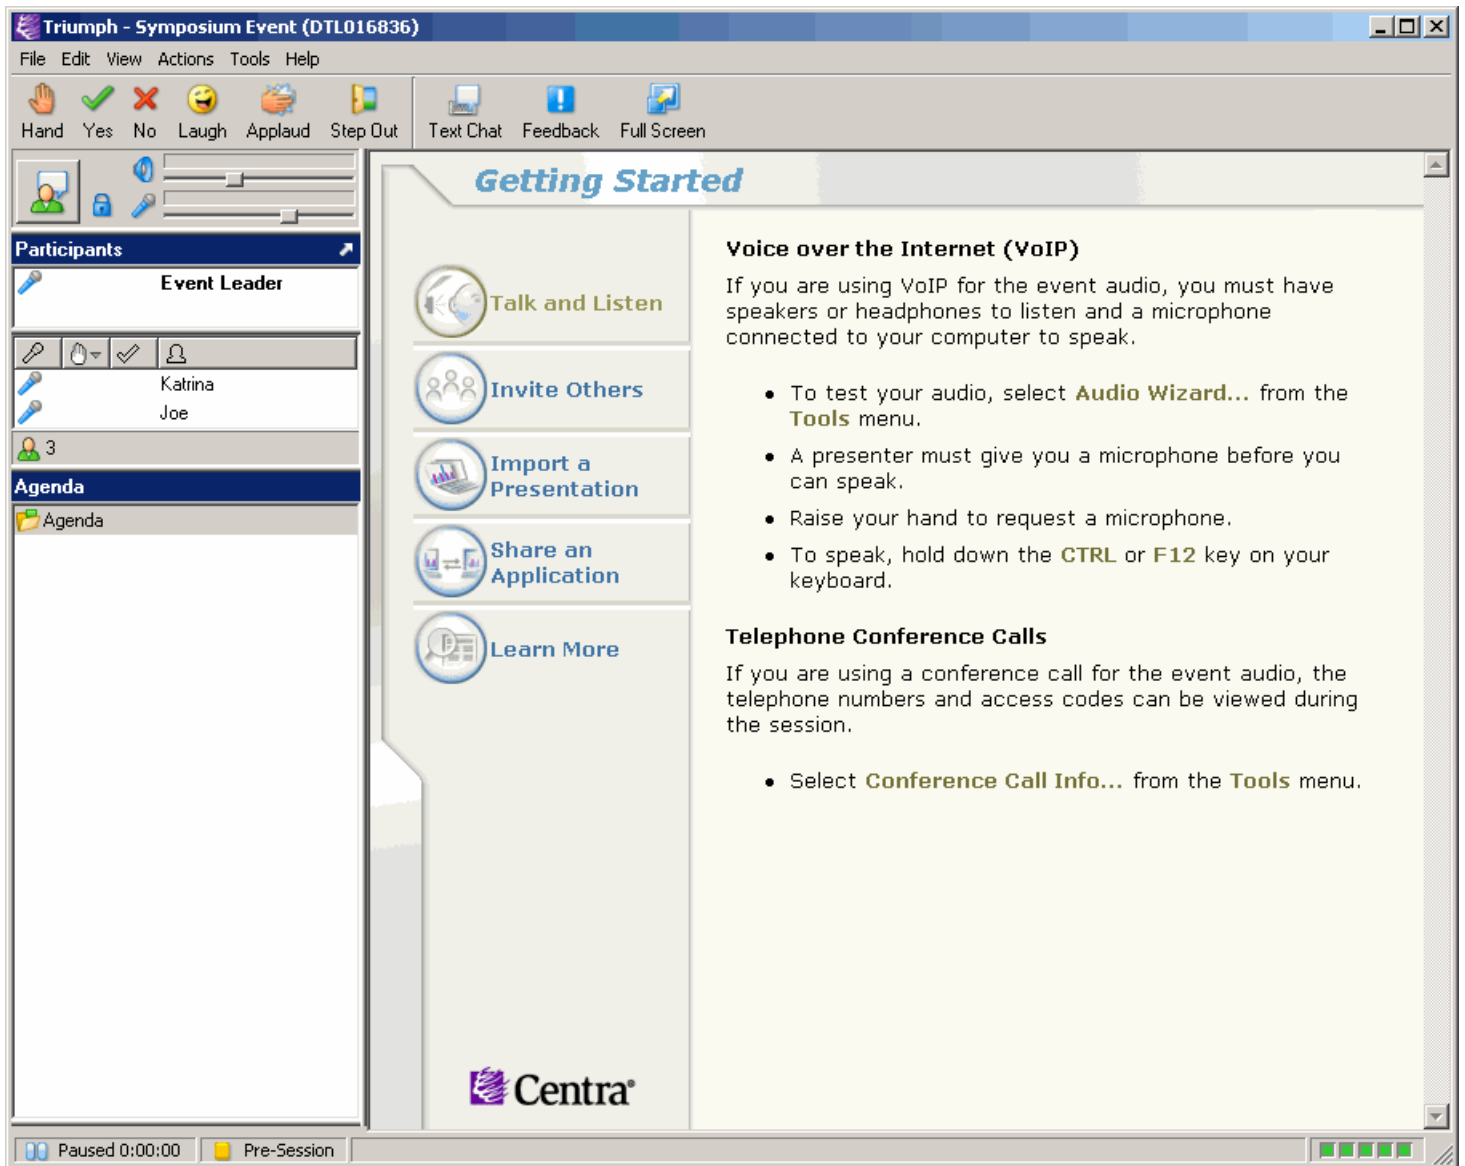 Triumph - Symposium Event (DTL016836)
File Edit View Actions Tools Help
Hand Yes No Laugh Applaud Step Out Text Chat Feedback Full Screen
Participants
Event Leader
Katrina
Joe
3
Agenda
Agenda
Getting Started
Talk and Listen
Invite Others
Import a
Presentation
Share an
Application
Learn More
Centra®
Voice over the Internet (VoIP)
If you are using VoIP for the event audio, you must have
speakers or headphones to listen and a microphone
connected to your computer to speak.
• To test your audio, select Audio Wizard... from the
Tools menu.
• A presenter must give you a microphone before you
can speak.
• Raise your hand to request a microphone.
• To speak, hold down the CTRL or F12 key on your
keyboard.
Telephone Conference Calls
If you are using a conference call for the event audio, the
telephone numbers and access codes can be viewed during
the session.
• Select Conference Call Info... from the Tools menu.
Paused 0:00:00 Pre-Session